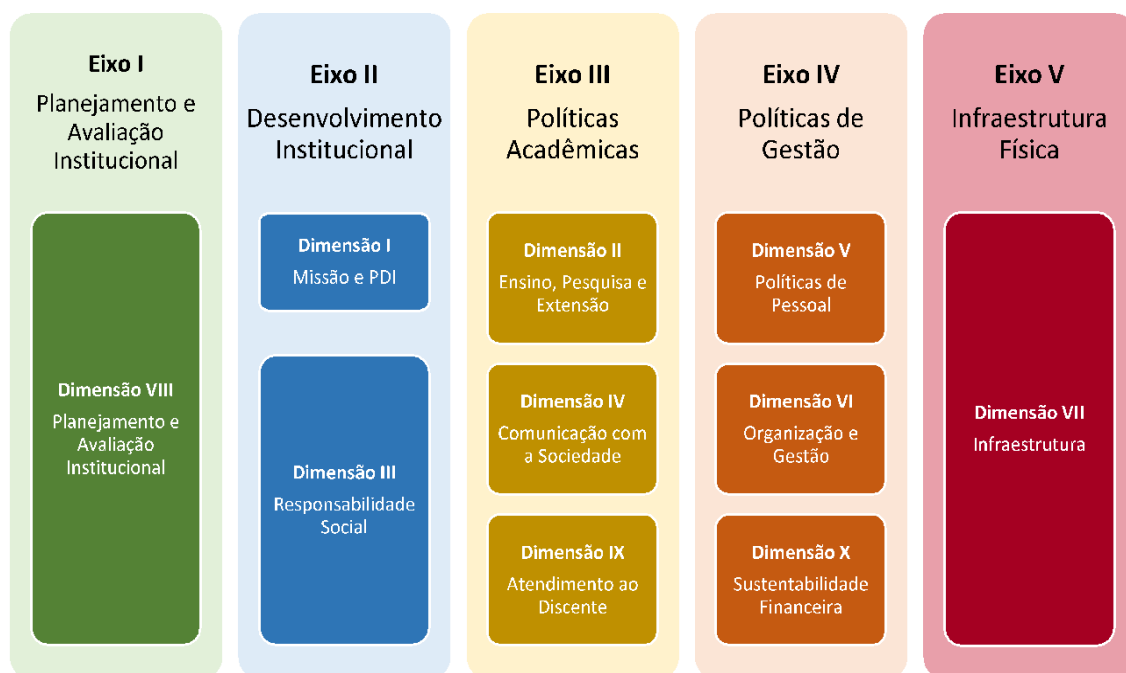 Eixo I
Planejamento e
Avaliação
Institucional
Dimensão VIII
Planejamento e
Avaliação
Institucional
Eixo II
Desenvolvimento
Institucional
Dimensão I
Missão e PDI
Dimensão III
Responsabilidade
Social
Eixo III
Políticas
Acadêmicas
Dimensão II
Ensino, Pesquisa e
Extensão
Dimensão IV
Comunicação com
a Sociedade
Dimensão IX
Atendimento ao
Discente
Eixo IV
Políticas de
Gestão
Dimensão V
Políticas de
Pessoal
Dimensão VI
Organização e
Gestão
Dimensão X
Sustentabilidade
Financeira
Eixo V
Infraestrutura
Física
Dimensão VII
Infraestrutura